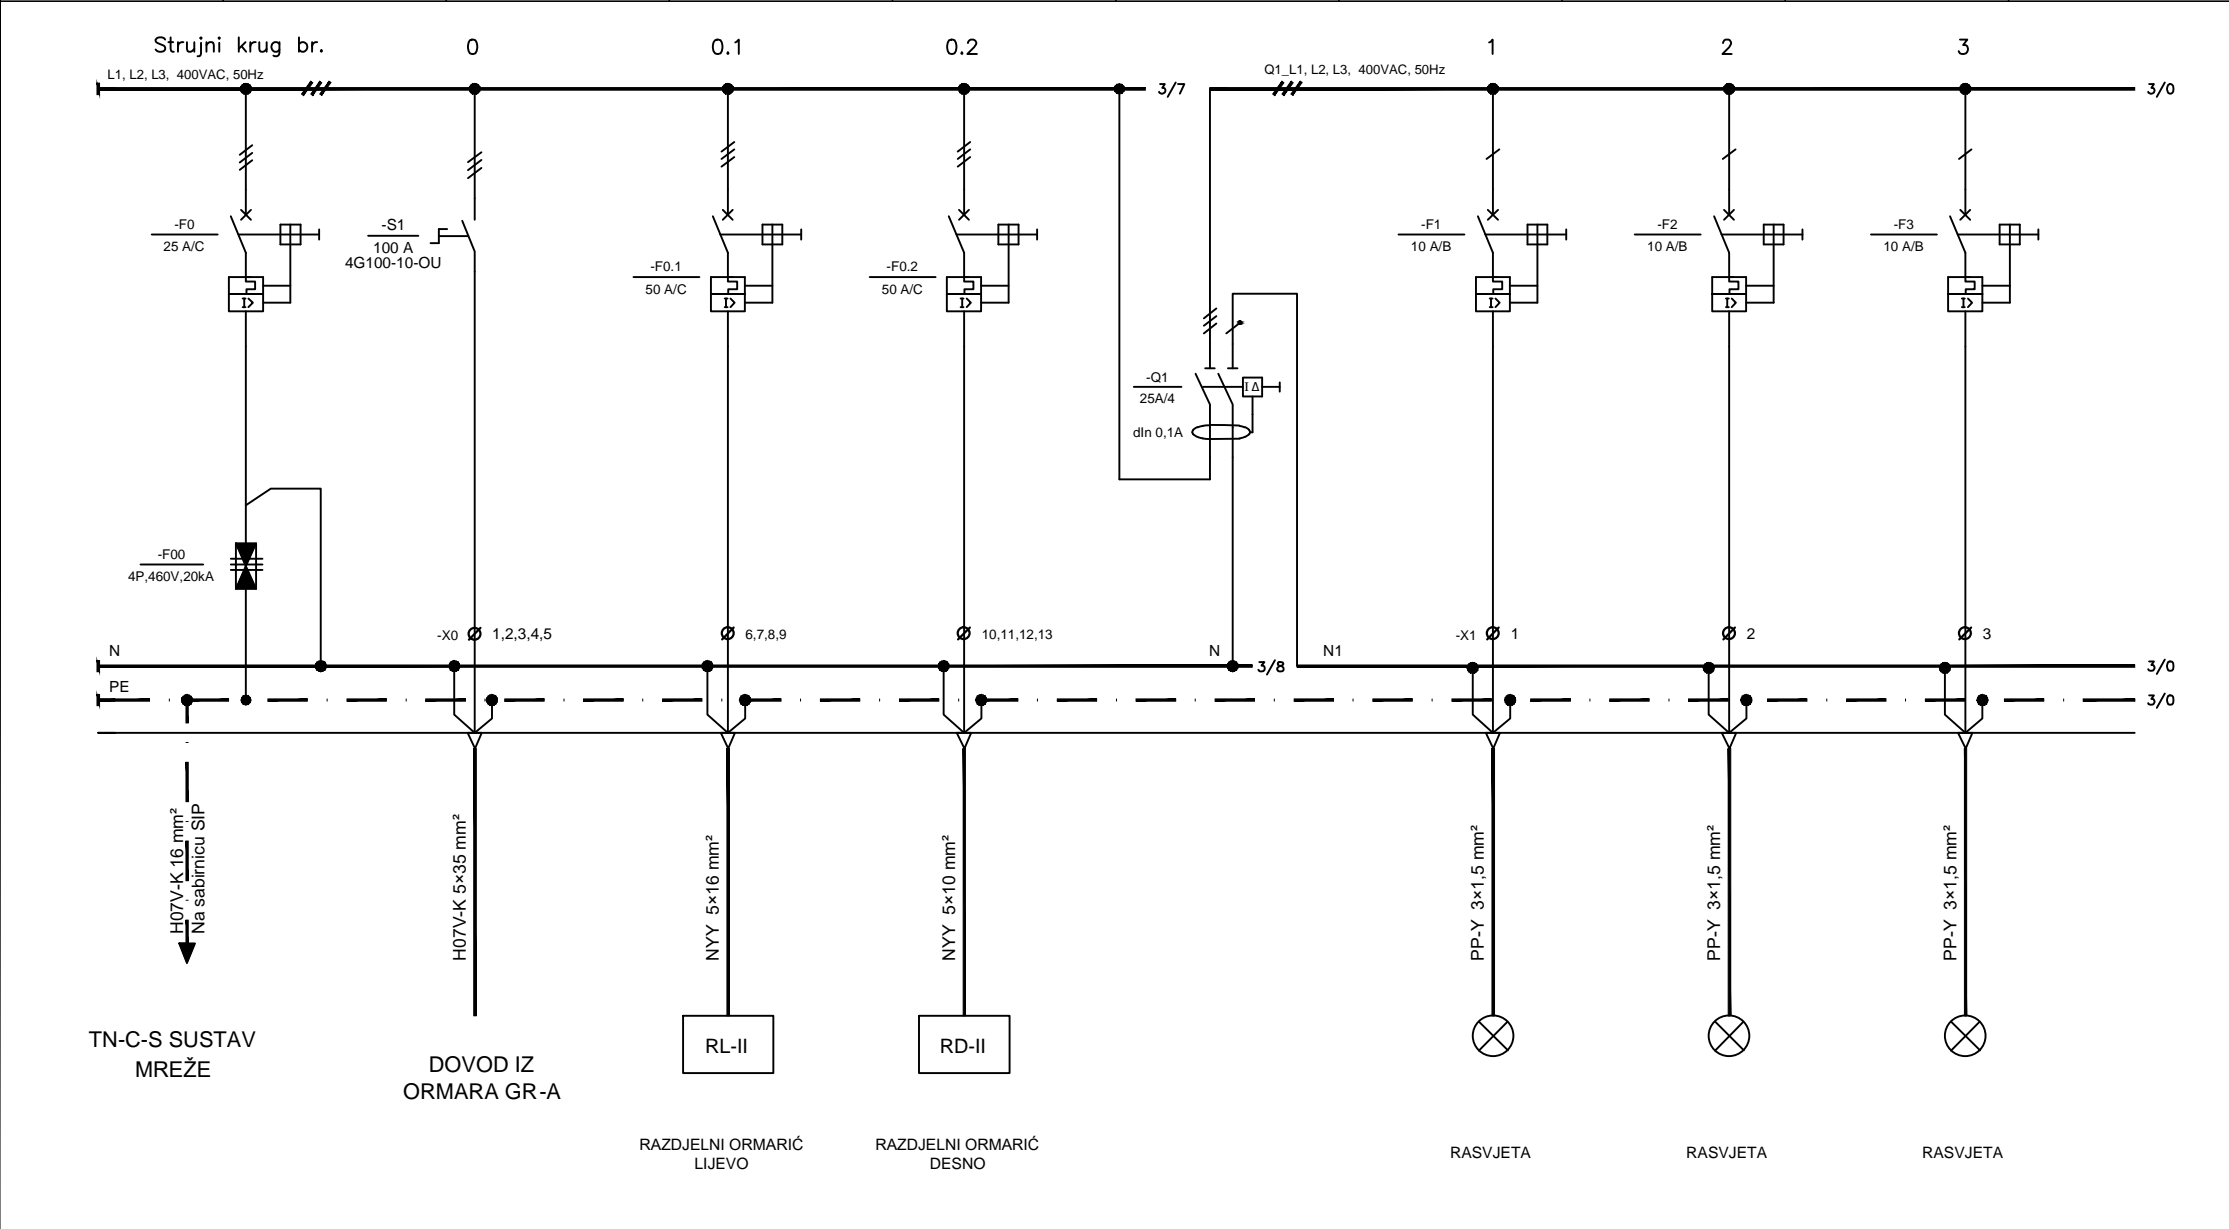 Strujni krug br.
0
0.1
0.2
1
2
3
L1, L2, L3, 400VAC, 50Hz
3/7
Q1_L1, L2, L3, 400VAC, 50Hz
3/0
-F0
25 A/C
-S1
100 A
4G100-10-OU
-F0.1
50 A/C
-F0.2
50 A/C
-F1
10 A/B
-F2
10 A/B
-F3
10 A/B
I>
I>
I>
I>
I>
I>
-Q1
25A/4
I Δ
dIn 0,1A
-F00
4P,460V,20kA
-X0
1,2,3,4,5
6,7,8,9
10,11,12,13
-X1
1
2
3
N
N
3/8
N1
3/0
PE
3/0
H07V-K 16 mm²
Na sabirnicu SIP
H07V-K 5×35 mm²
NYY 5×16 mm²
NYY 5×10 mm²
PP-Y 3×1,5 mm²
PP-Y 3×1,5 mm²
PP-Y 3×1,5 mm²
TN-C-S SUSTAV
MREŽE
DOVOD IZ
ORMARA GR-A
RL-II
RD-II
RAZDJELNI ORMARIĆ
LIJEVO
RAZDJELNI ORMARIĆ
DESNO
RASVJETA
RASVJETA
RASVJETA